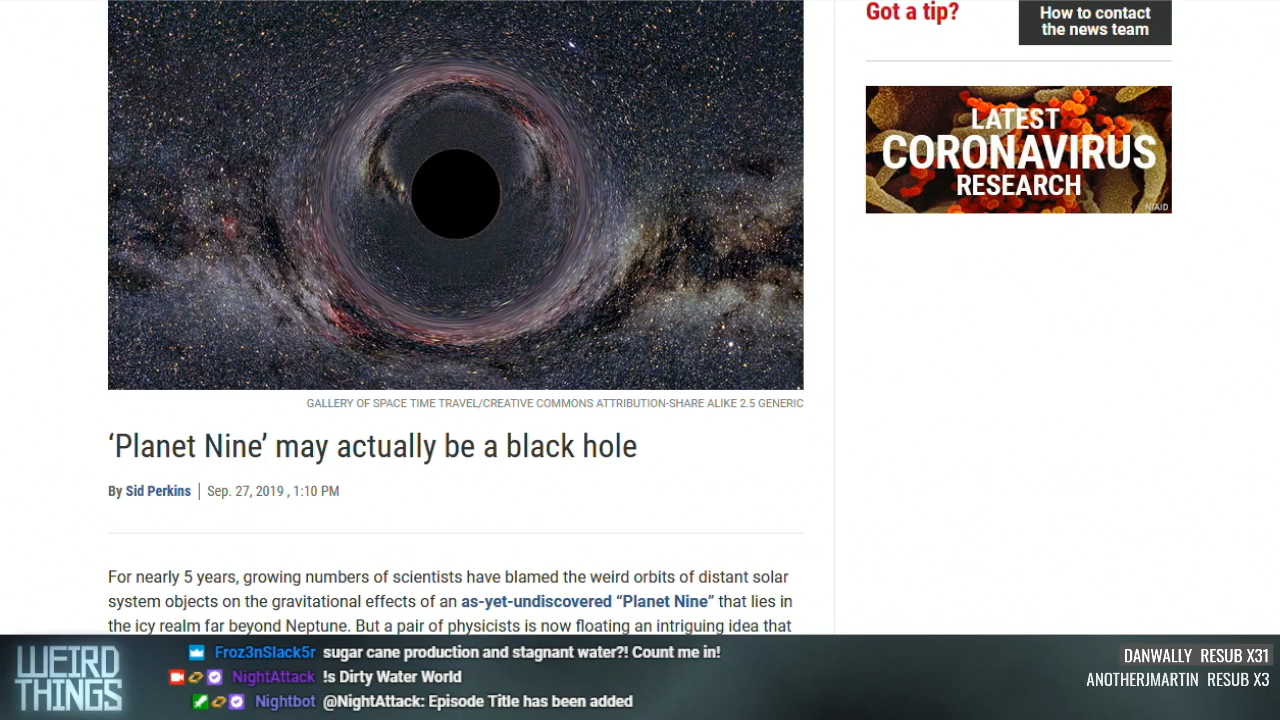 Got a tip?
How to contact
the news team
LATEST
CORONAVIRUS
RESEARCH
NIAID
GALLERY OF SPACE TIME TRAVEL/CREATIVE COMMONS ATTRIBUTION-SHARE ALIKE 2.5 GENERIC
‘Planet Nine’ may actually be a black hole
By Sid Perkins | Sep. 27, 2019 , 1:10 PM
For nearly 5 years, growing numbers of scientists have blamed the weird orbits of distant solar
system objects on the gravitational effects of an as-yet-undiscovered “Planet Nine” that lies in
the icy realm far beyond Neptune. But a pair of physicists is now floating an intriguing idea that
WEIRD
THINGS
Froz3nSlack5r sugar cane production and stagnant water?! Count me in!
NightAttack !s Dirty Water World
Nightbot @NightAttack: Episode Title has been added
DANWALLY RESUB X31
ANOTHERJMARTIN RESUB X3